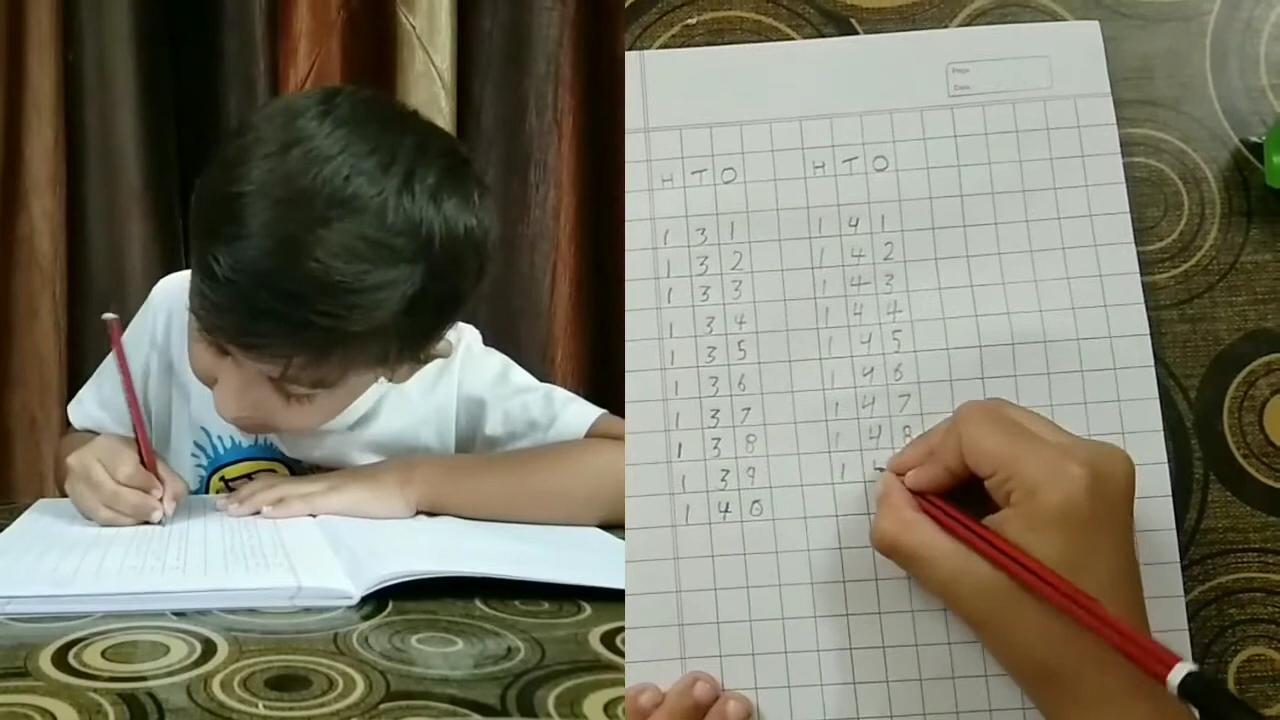 Page:
Date:
H T O H T O
1 3 1 1 4 1
1 3 2 1 4 2
1 3 3 1 4 3
1 3 4 1 4 4
1 3 5 1 4 5
1 3 6 1 4 6
1 3 7 1 4 7
1 3 8 1 4 8
1 3 9 1 4
1 4 0